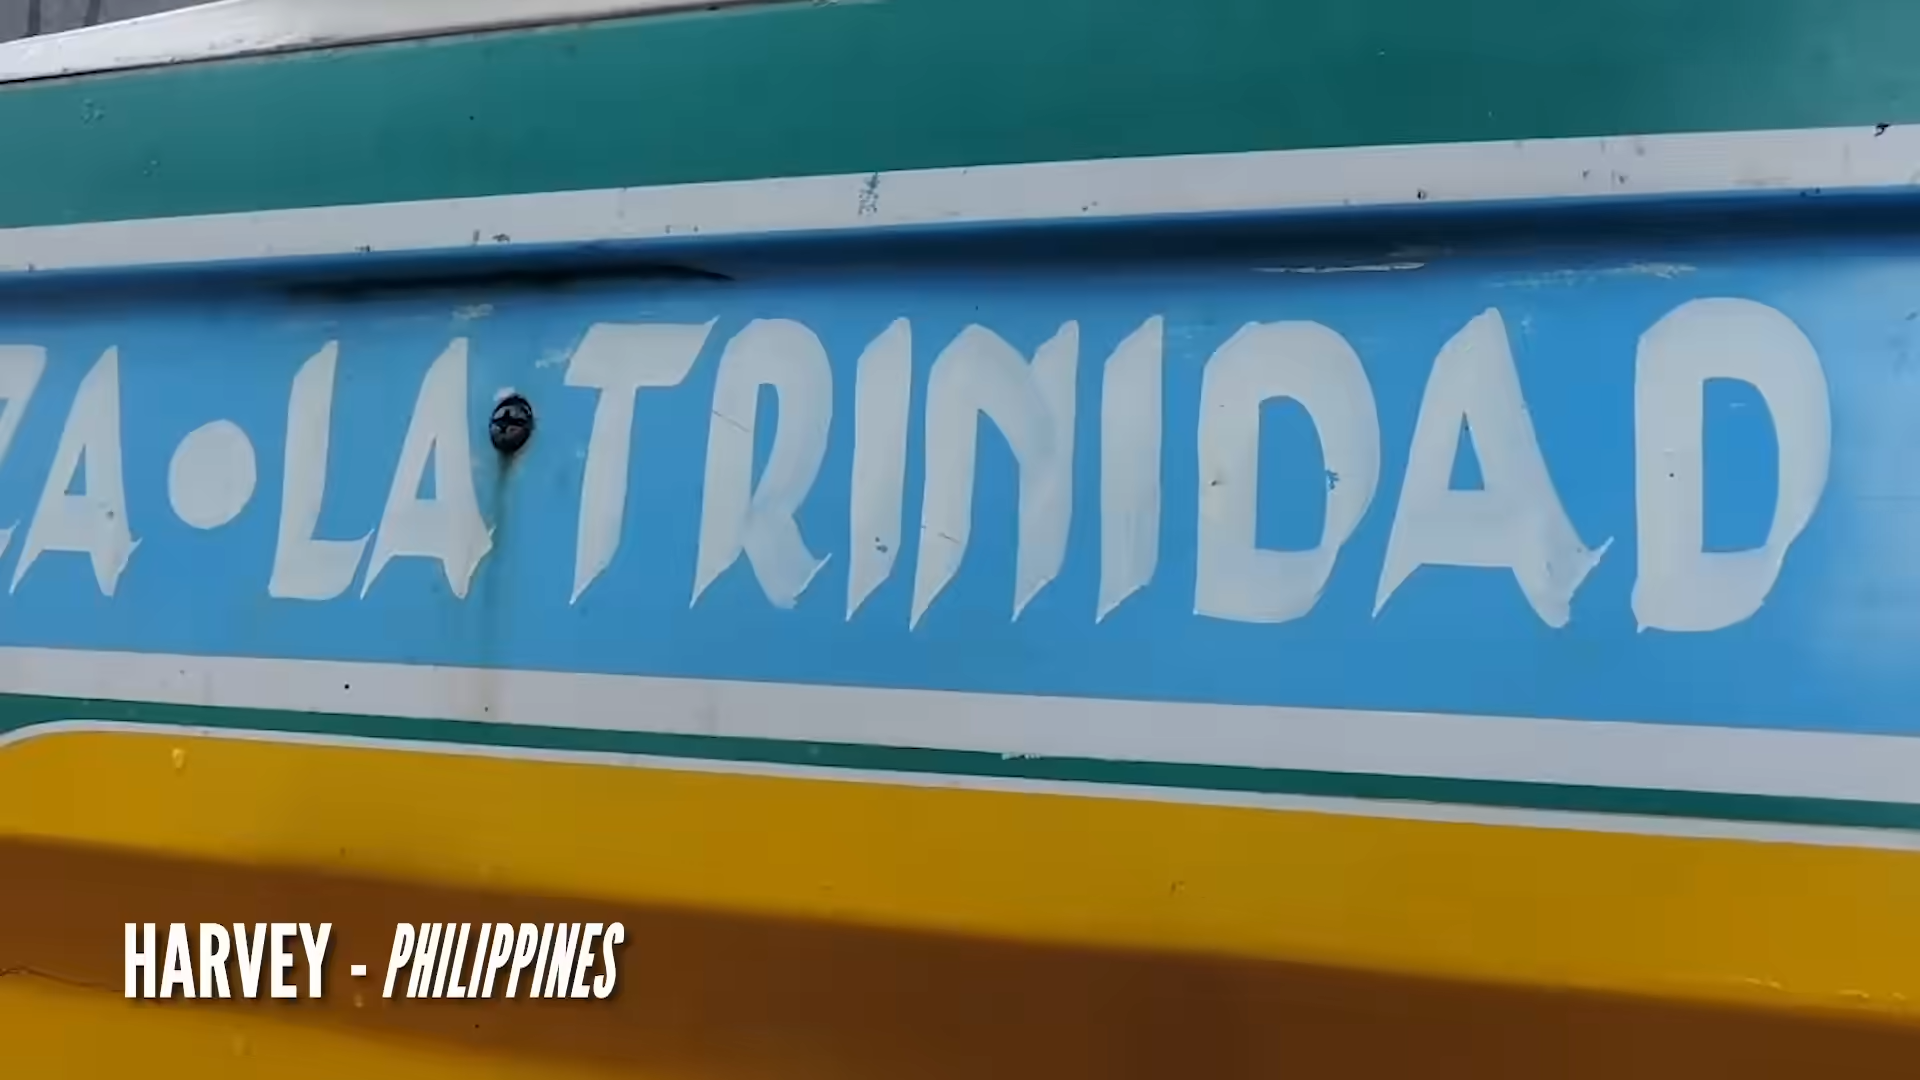 ZA • LA TRINIDAD
HARVEY - PHILIPPINES